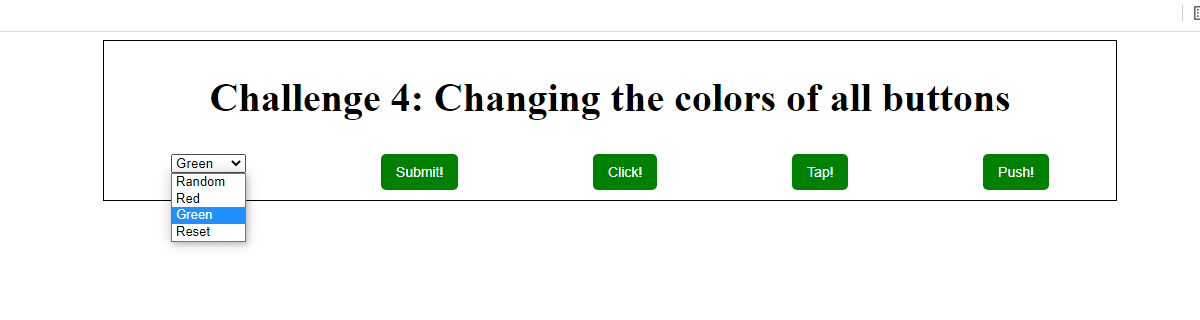 Challenge 4: Changing the colors of all buttons
Green Submit! Click! Tap! Push!
Random
Red
Green
Reset